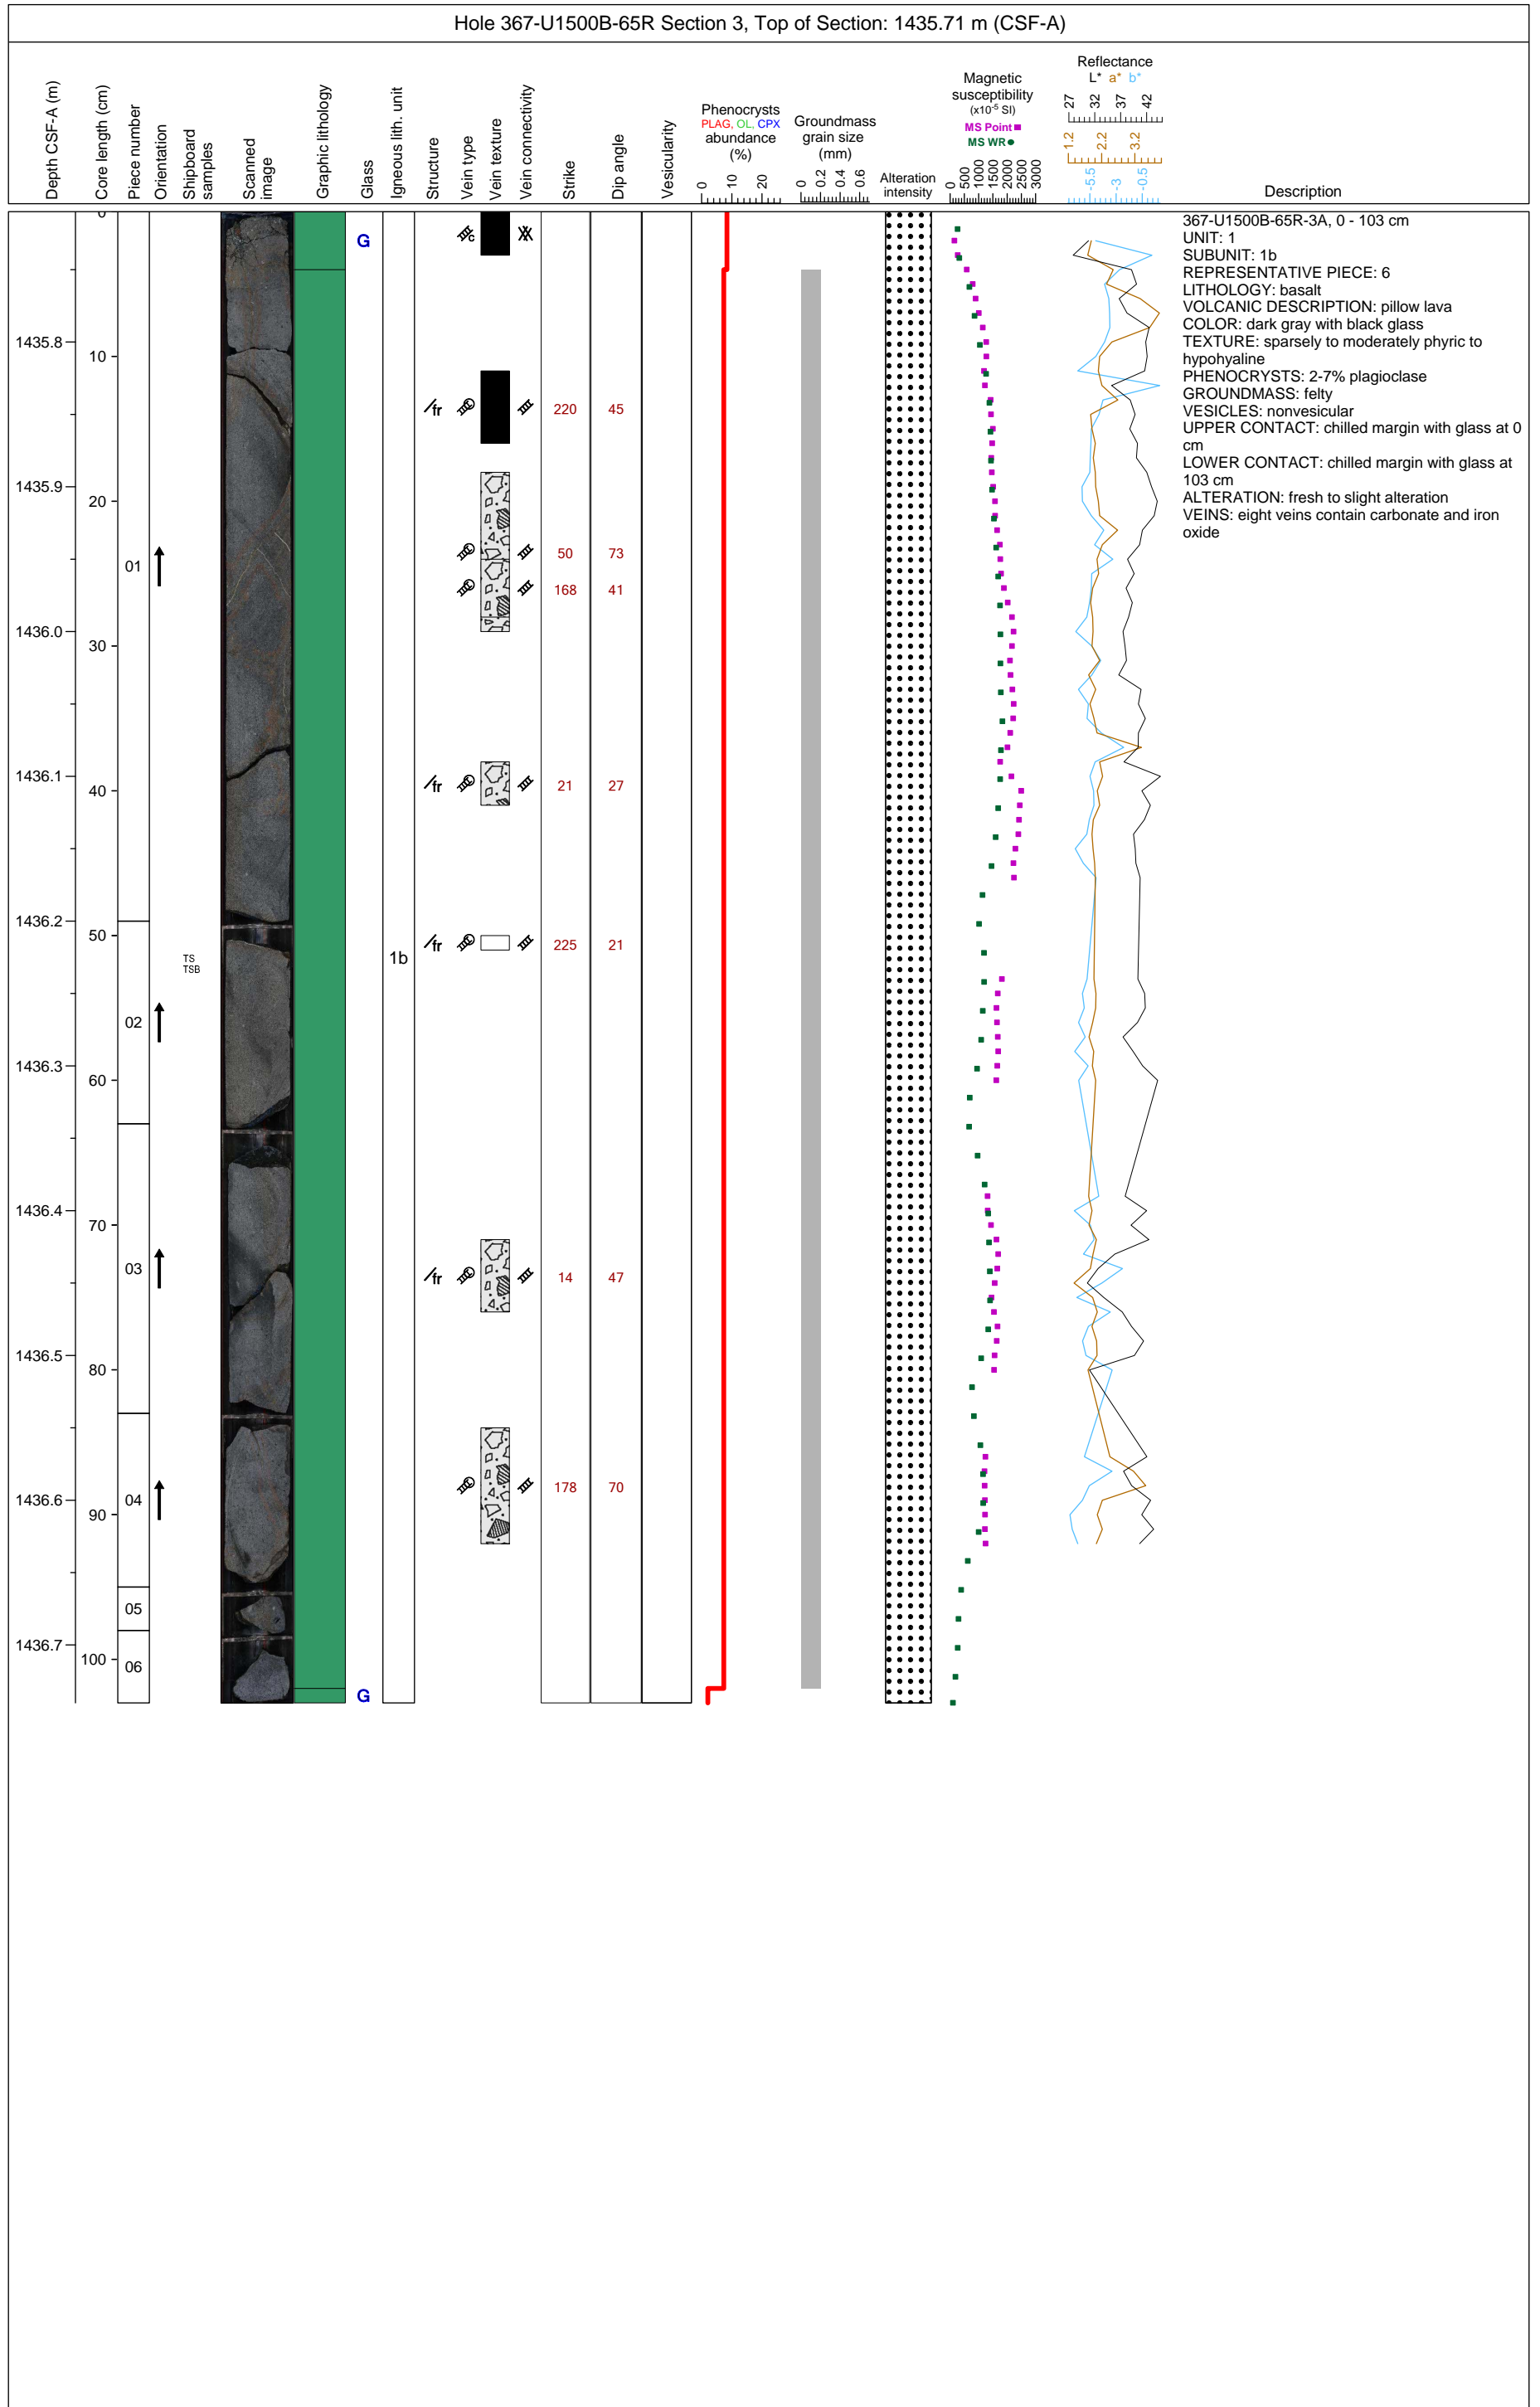 Hole 367-U1500B-65R Section 3, Top of Section: 1435.71 m (CSF-A)
Depth CSF-A (m)
Core length (cm)
Piece number
Orientation
Shipboard
samples
Scanned
image
Graphic lithology
Glass
Igneous lith. unit
Structure
Vein type
Vein texture
Vein connectivity
Strike
Dip angle
Vesicularity
Phenocrysts
PLAG, OL, CPX
abundance
(%)
0 10 20
Groundmass
grain size
(mm)
0 0.2 0.4 0.6
Alteration
intensity
Magnetic
susceptibility
(x10-5 SI)
MS Point
MS WR
0 500 1000 1500 2000 2500 3000
Reflectance
L* a* b*
27 32 37 42
1.2 2.2 3.2
-5.5 -3 -0.5
Description
0
G
c
367-U1500B-65R-3A, 0 - 103 cm
UNIT: 1
SUBUNIT: 1b
REPRESENTATIVE PIECE: 6
LITHOLOGY: basalt
VOLCANIC DESCRIPTION: pillow lava
COLOR: dark gray with black glass
TEXTURE: sparsely to moderately phyric to
hypohyaline
PHENOCRYSTS: 2-7% plagioclase
GROUNDMASS: felty
VESICLES: nonvesicular
UPPER CONTACT: chilled margin with glass at 0
cm
LOWER CONTACT: chilled margin with glass at
103 cm
ALTERATION: fresh to slight alteration
VEINS: eight veins contain carbonate and iron
oxide
1435.8
10
fr 220 45
1435.9
20
50 73
01
168 41
1436.0
30
1436.1
40
fr 21 27
1436.2
50
fr 225 21
TS
TSB
1b
02
1436.3
60
1436.4
70
03
fr 14 47
1436.5
80
178 70
04
1436.6
90
05
1436.7
100
06
G